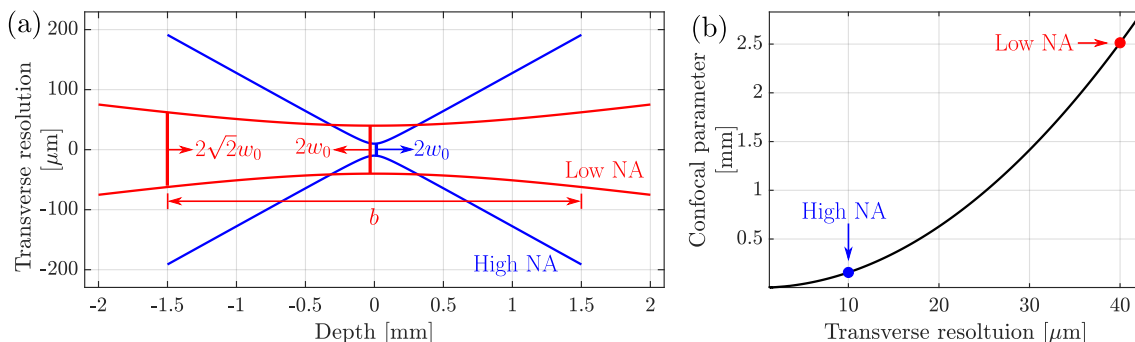 (a)
Transverse resolution
[μm]
200
100
0
-100
-200
2√2w₀
2w₀
2w₀
Low NA
b
High NA
-2
-1.5
-1
-0.5
0
0.5
1
1.5
2
Depth [mm]
(b)
Confocal parameter
[mm]
2.5
2
1.5
1
0.5
Low NA
High NA
10
20
30
40
Transverse resoltuion [μm]